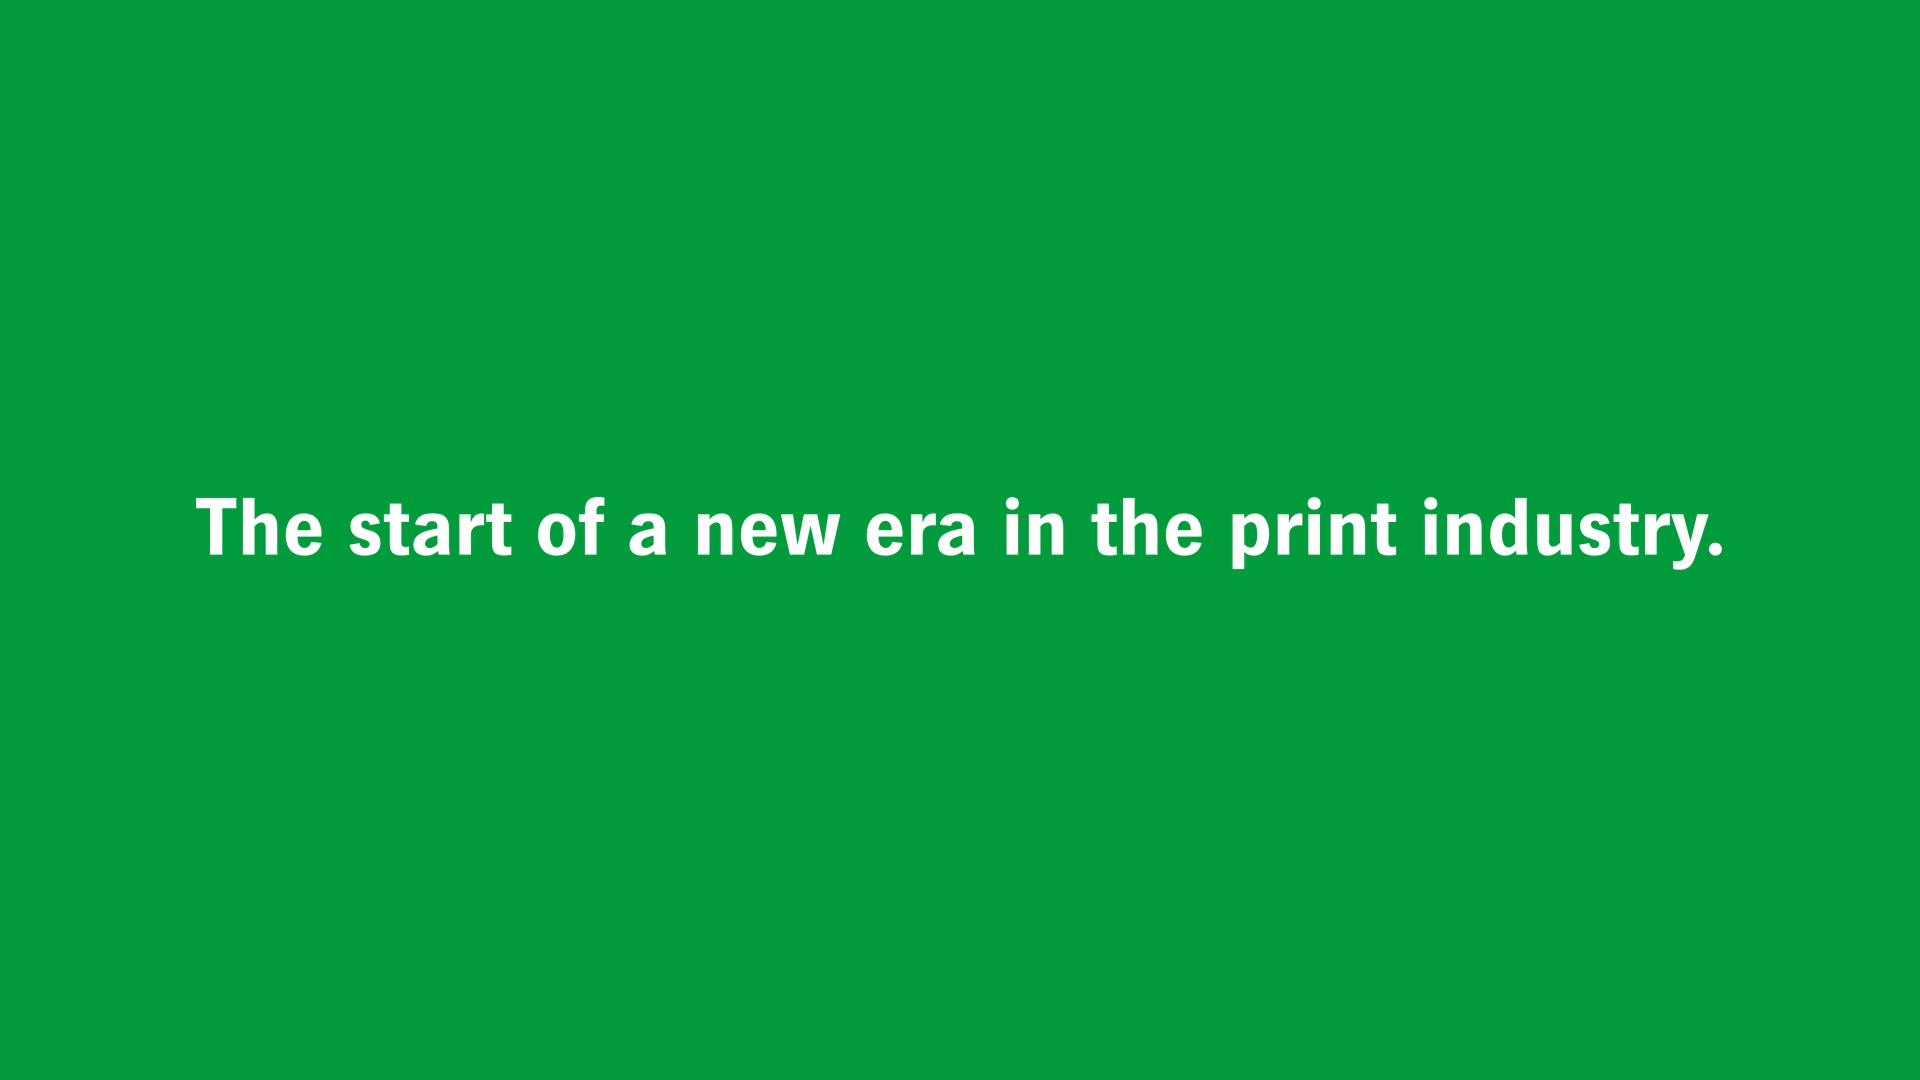 The start of a new era in the print industry.